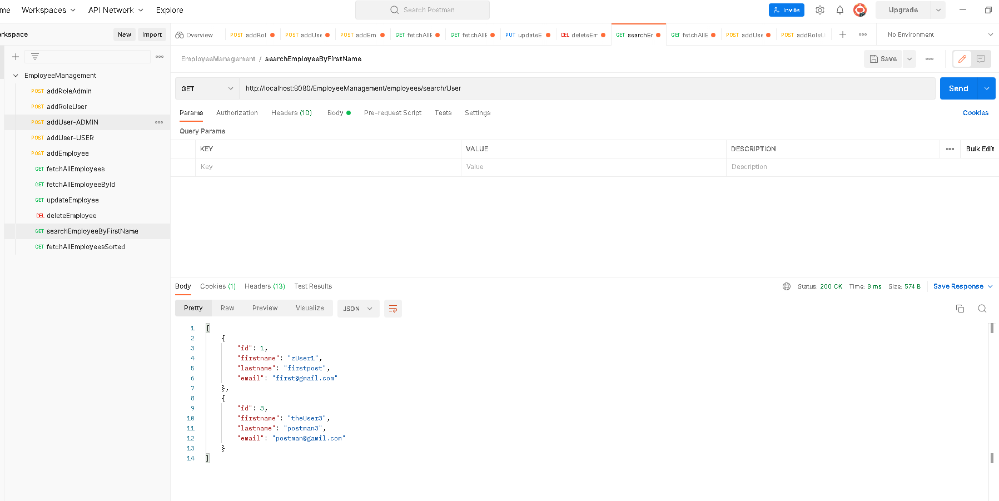 me Workspaces API Network Explore Search Postman Invite Upgrade
rkspace New Import Overview POST addRol POST addUse POST addEm GET fetchAllE GET fetchAllE PUT updateE DEL deleteEm GET searchEr GET fetchAllE POST addUse POST addRoleU No Environment
EmployeeManagement / searchEmployeeByFirstName Save
EmployeeManagement
POST addRoleAdmin
POST addRoleUser
POST addUser-ADMIN
POST addUser-USER
POST addEmployee
GET fetchAllEmployees
GET fetchAllEmployeeById
GET updateEmployee
DEL deleteEmployee
GET searchEmployeeByFirstName
GET fetchAllEmployeesSorted
GET http://localhost:8080/EmployeeManagement/employees/search/User Send
Params Authorization Headers (10) Body Pre-request Script Tests Settings Cookies
Query Params
KEY VALUE DESCRIPTION Bulk Edit
Key Value Description
Body Cookies (1) Headers (13) Test Results Status: 200 OK Time: 8 ms Size: 574 B Save Response
Pretty Raw Preview Visualize JSON
1 [
2 {
3 "id": 1,
4 "firstname": "zUser1",
5 "lastname": "firstpost",
6 "email": "first@gmail.com"
7 },
8 {
9 "id": 3,
10 "firstname": "theUser3",
11 "lastname": "postman3",
12 "email": "postman@gamil.com"
13 }
14 ]